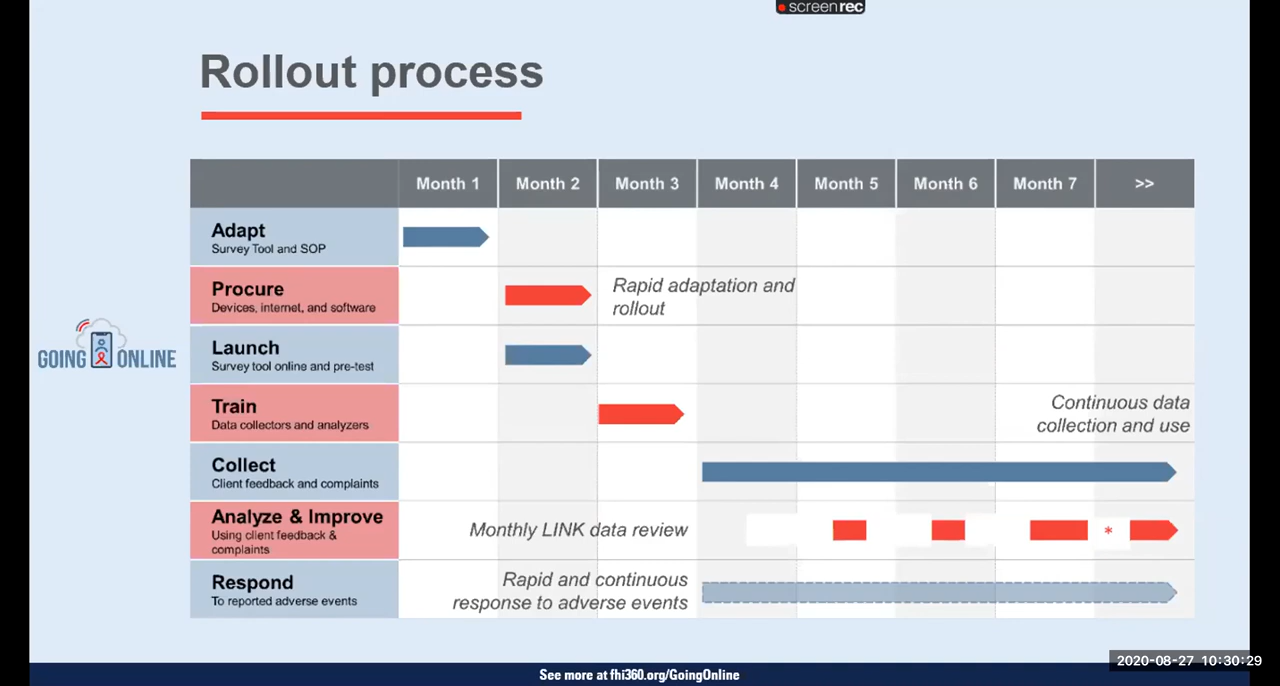 screenrec
Rollout process
Month 1 Month 2 Month 3 Month 4 Month 5 Month 6 Month 7 >>
Adapt
Survey Tool and SOP
Procure
Devices, internet, and software
Rapid adaptation and
rollout
Launch
Survey tool online and pre-test
Train
Data collectors and analyzers
Continuous data
collection and use
Collect
Client feedback and complaints
Analyze & Improve
Using client feedback &
complaints
Monthly LINK data review
*
Respond
To reported adverse events
Rapid and continuous
response to adverse events
GOING ONLINE
See more at fhi360.org/GoingOnline
2020-08-27 10:30:29